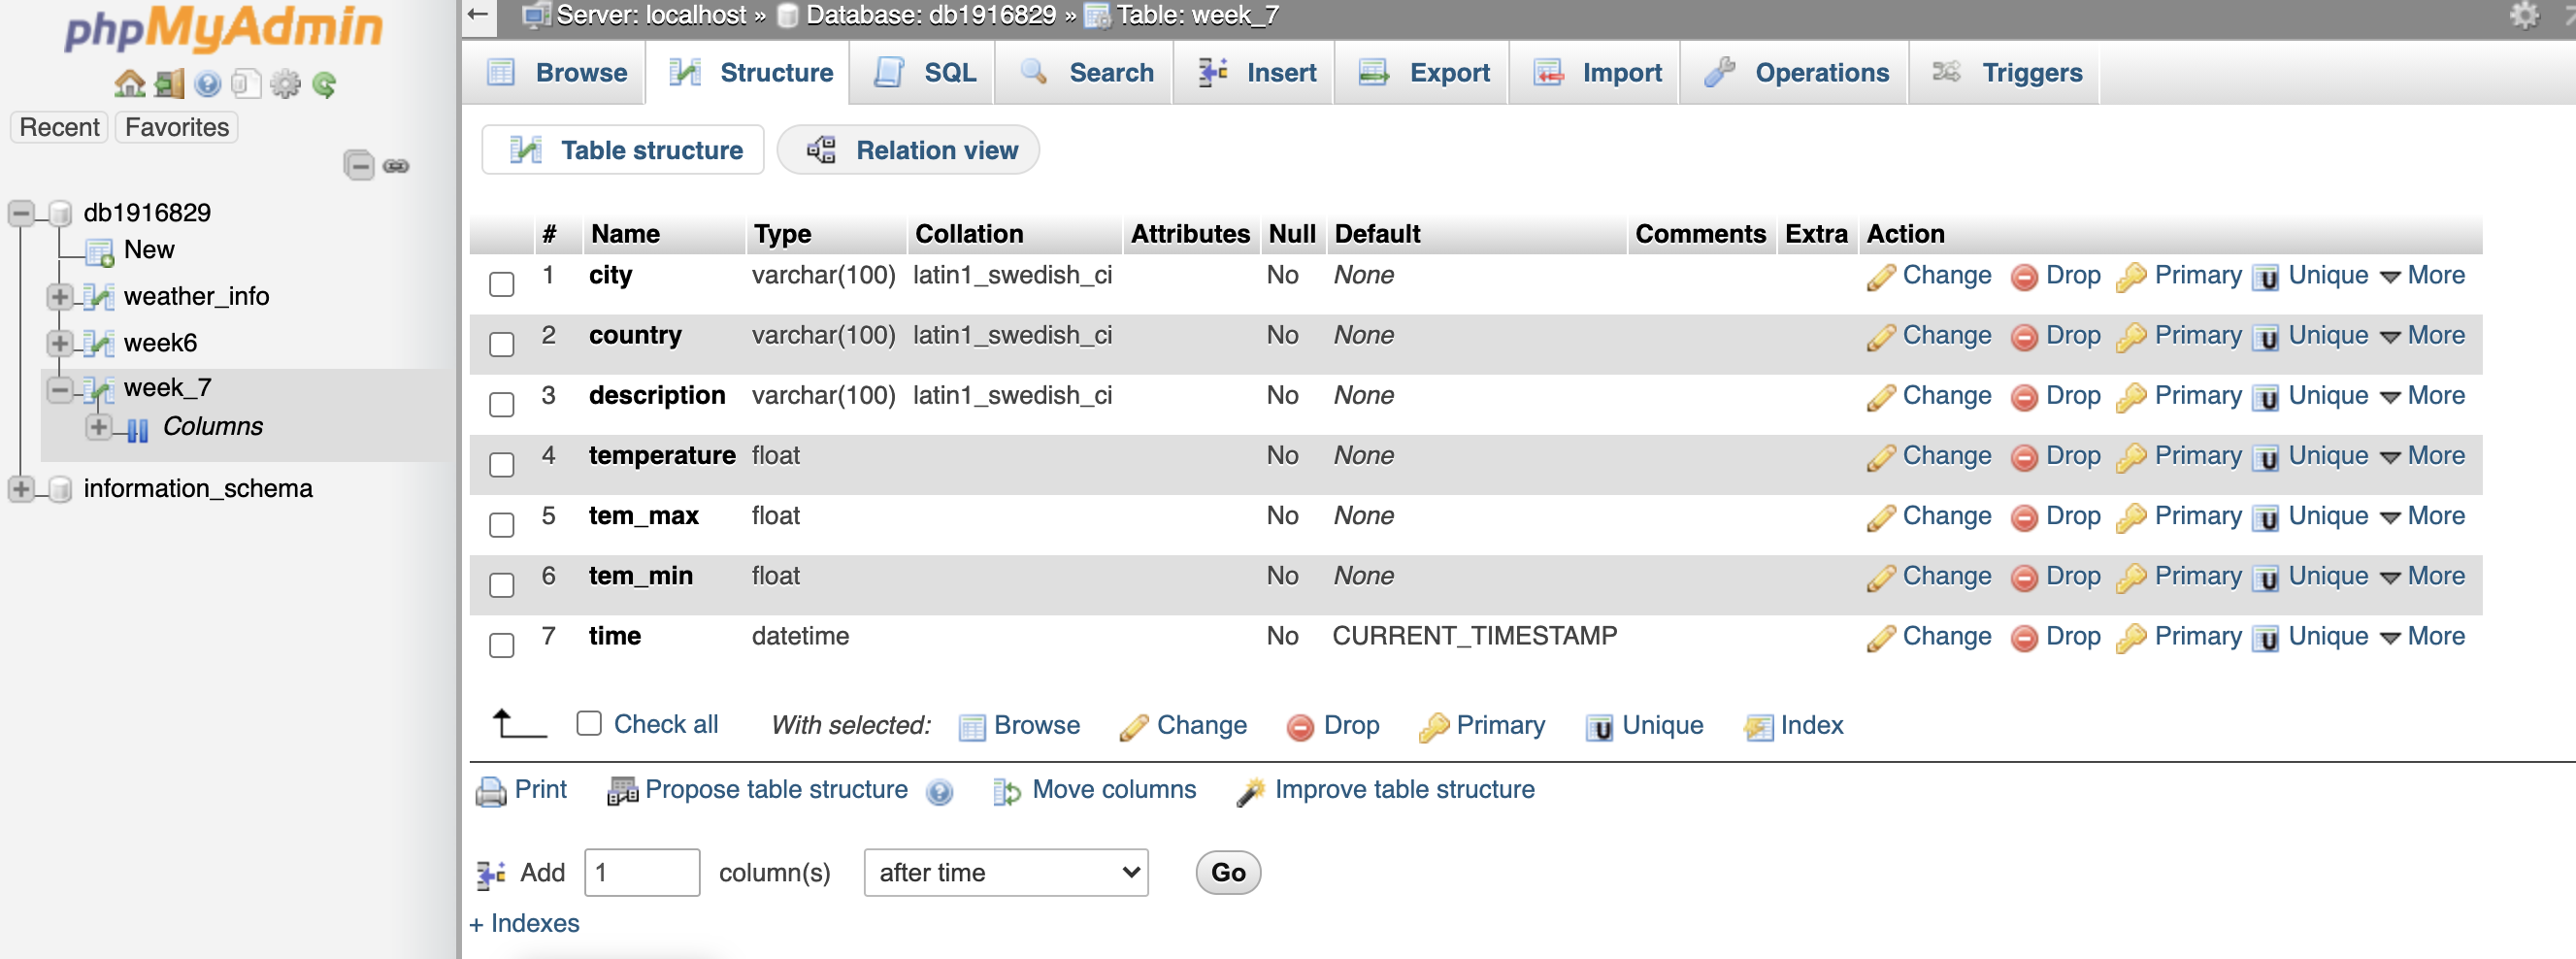 phpMyAdmin
Recent Favorites
db1916829
New
weather_info
week6
week_7
Columns
information_schema
Server: localhost » Database: db1916829 » Table: week_7
Browse Structure SQL Search Insert Export Import Operations Triggers
Table structure Relation view
# Name Type Collation Attributes Null Default Comments Extra Action
1 city varchar(100) latin1_swedish_ci No None Change Drop Primary Unique More
2 country varchar(100) latin1_swedish_ci No None Change Drop Primary Unique More
3 description varchar(100) latin1_swedish_ci No None Change Drop Primary Unique More
4 temperature float No None Change Drop Primary Unique More
5 tem_max float No None Change Drop Primary Unique More
6 tem_min float No None Change Drop Primary Unique More
7 time datetime No CURRENT_TIMESTAMP Change Drop Primary Unique More
Check all With selected: Browse Change Drop Primary Unique Index
Print Propose table structure Move columns Improve table structure
Add 1 column(s) after time Go
+ Indexes